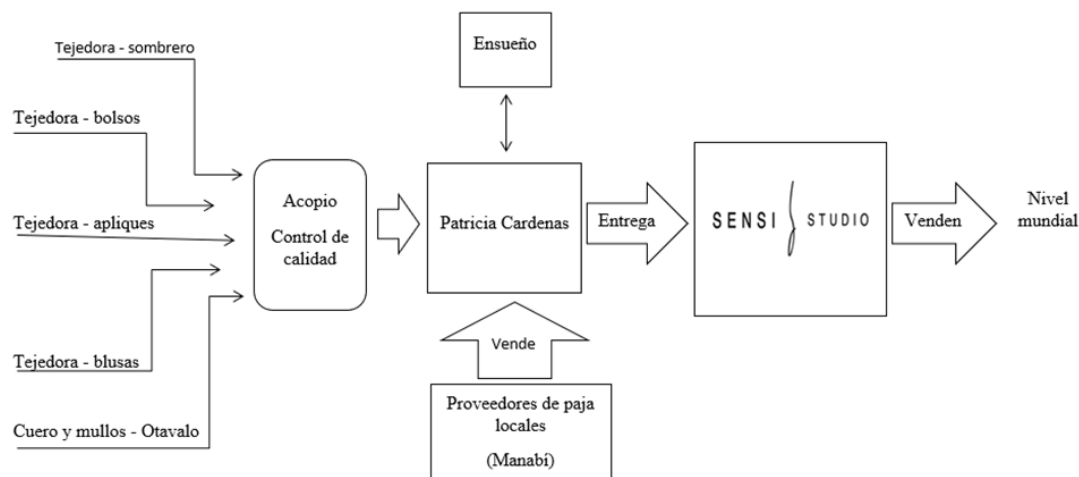 Tejedora - sombrero
Tejedora - bolsos
Tejedora - apliques
Tejedora - blusas
Cuero y mullos - Otavalo
Acopio
Control de
calidad
Ensueño
Patricia Cardenas
Vende
Proveedores de paja
locales
(Manabí)
Entrega
SENSI STUDIO
Venden
Nivel
mundial